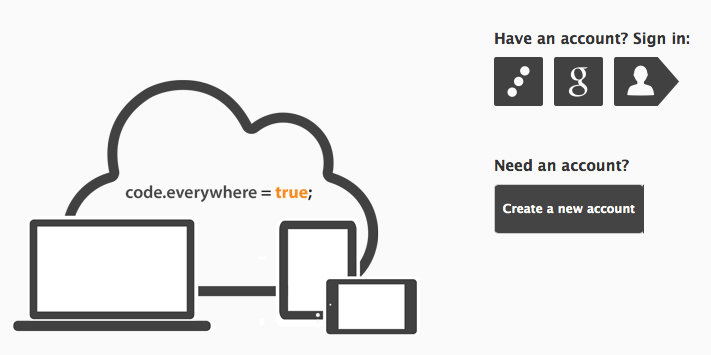 Have an account? Sign in:
g
code.everywhere = true;
Need an account?
Create a new account